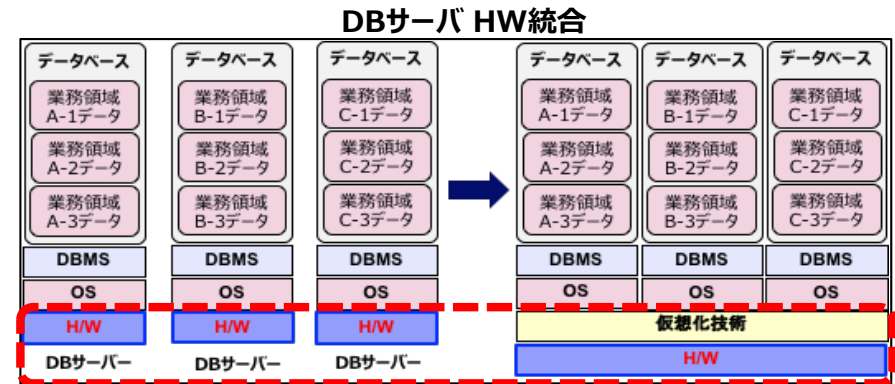 DBサーバ HW統合
データベース
業務領域
A-1データ
業務領域
A-2データ
業務領域
A-3データ
DBMS
OS
H/W
DBサーバー
データベース
業務領域
B-1データ
業務領域
B-2データ
業務領域
B-3データ
DBMS
OS
H/W
DBサーバー
データベース
業務領域
C-1データ
業務領域
C-2データ
業務領域
C-3データ
DBMS
OS
H/W
DBサーバー
データベース
業務領域
A-1データ
業務領域
A-2データ
業務領域
A-3データ
DBMS
OS
データベース
業務領域
B-1データ
業務領域
B-2データ
業務領域
B-3データ
DBMS
OS
データベース
業務領域
C-1データ
業務領域
C-2データ
業務領域
C-3データ
DBMS
OS
仮想化技術
H/W